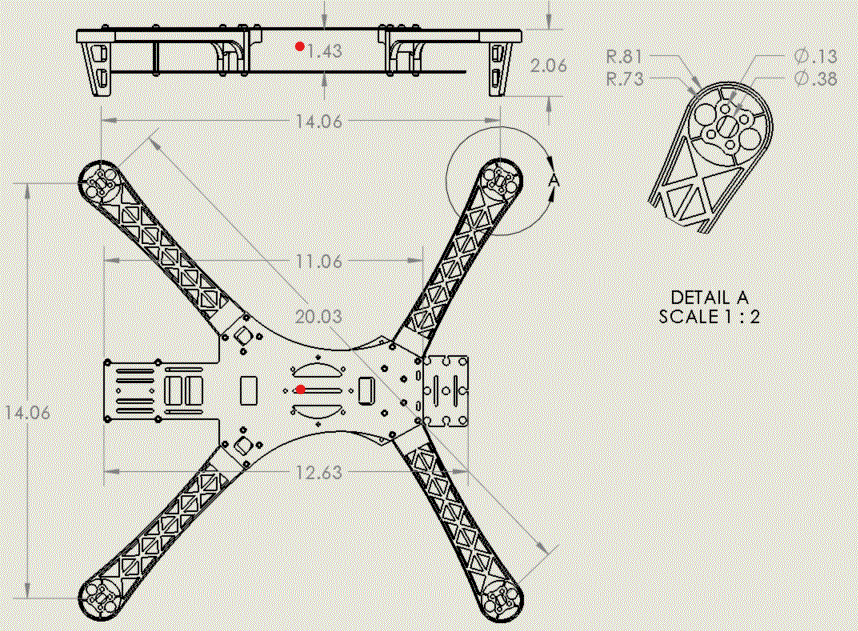 1.43
2.06
R.81
∅.13
R.73
∅.38
14.06
A
11.06
20.03
DETAIL A
SCALE 1 : 2
14.06
12.63